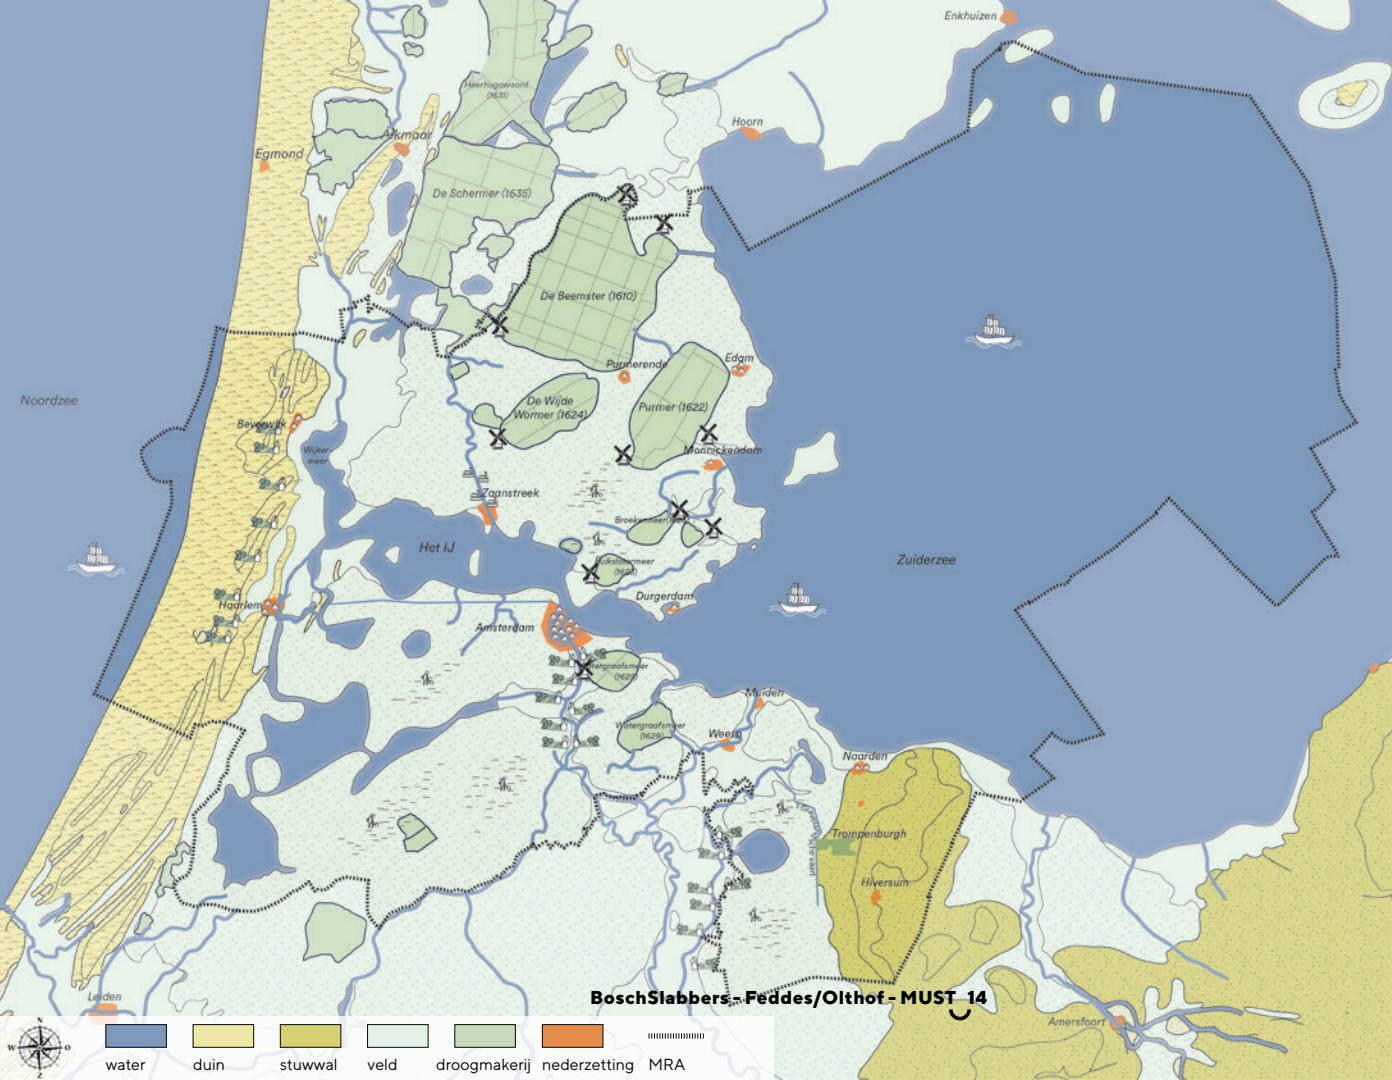 Enkhuizen
Heerhugowaard
(1631)
Hoorn
Alkmaar
Egmond
De Schermer (1635)
De Beemster (1610)
Noordzee
Purmerende
Edam
De Wijde
Wormer (1624)
Purmer (1622)
Beverwijk
Monnickendam
Wijker-
meer
Zaanstreek
Het IJ
Zuiderzee
Haarlem
Durgerdam
Amsterdam
(1629)
Muiden
Watergraafsmeer
(1629)
Weesp
Naarden
Trompenburgh
Hilversum
Leiden
BoschSlabbers - Feddes/Olthof - MUST 14
Amersfoort
N
W O
Z
water duin stuwwal veld droogmakerij nederzetting MRA